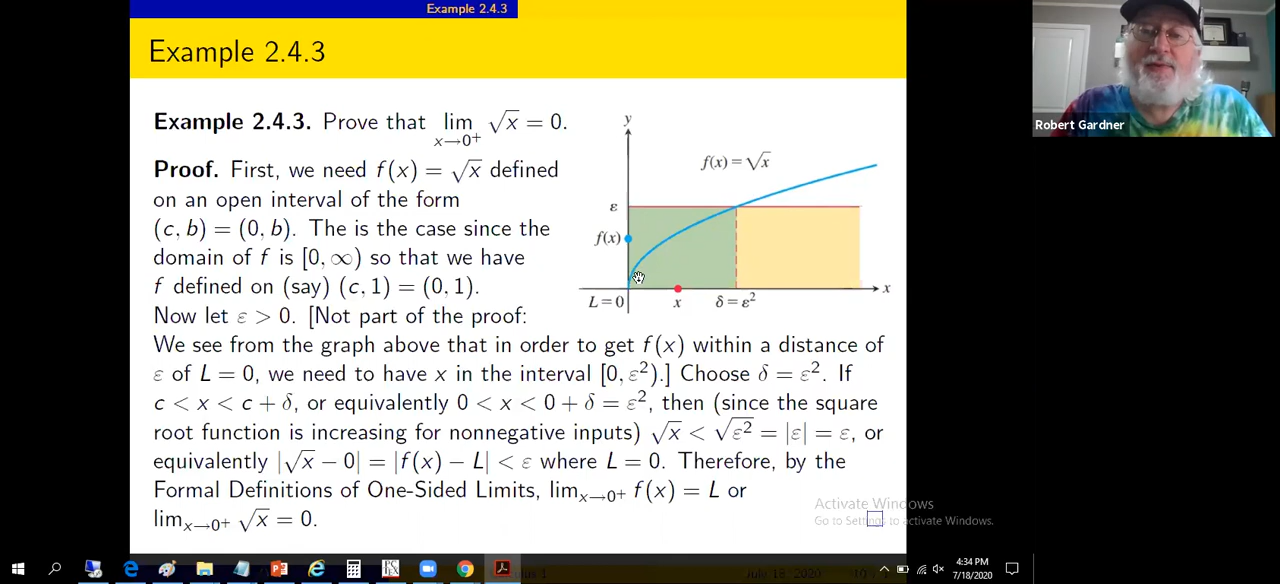 Example 2.4.3
Example 2.4.3
Example 2.4.3. Prove that lim x→0⁺ √x = 0.
Proof. First, we need f(x) = √x defined
on an open interval of the form
(c, b) = (0, b). The is the case since the
domain of f is [0, ∞) so that we have
f defined on (say) (c, 1) = (0, 1).
Now let ε > 0. [Not part of the proof:
We see from the graph above that in order to get f(x) within a distance of
ε of L = 0, we need to have x in the interval [0, ε²).] Choose δ = ε². If
c < x < c + δ, or equivalently 0 < x < 0 + δ = ε², then (since the square
root function is increasing for nonnegative inputs) √x < √ε² = |ε| = ε, or
equivalently |√x − 0| = |f(x) − L| < ε where L = 0. Therefore, by the
Formal Definitions of One-Sided Limits, limx→0⁺ f(x) = L or
limx→0⁺ √x = 0.
y
f(x) = √x
ε
f(x)
L = 0
x
δ = ε²
x
Robert Gardner
Activate Windows
Go to Settings to activate Windows.
4:34 PM
7/18/2020